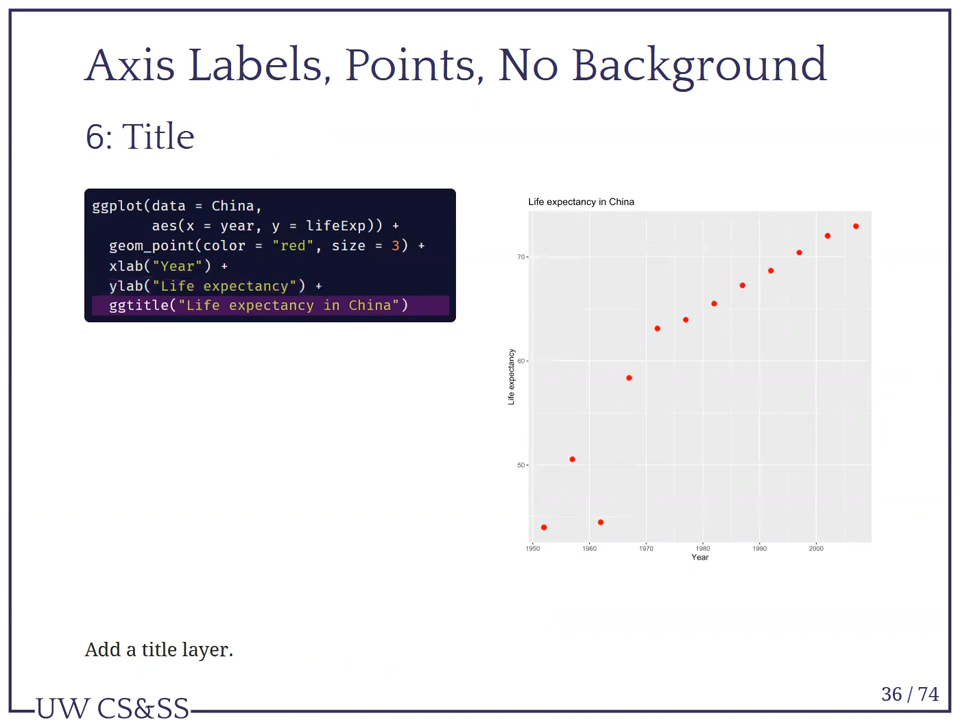 Axis Labels, Points, No Background
6: Title
ggplot(data = China,
aes(x = year, y = lifeExp)) +
geom_point(color = "red", size = 3) +
xlab("Year") +
ylab("Life expectancy") +
ggtitle("Life expectancy in China")
Life expectancy in China
70
60
50
Life expectancy
1950 1960 1970 1980 1990 2000
Year
Add a title layer.
36 / 74
UW CS&SS